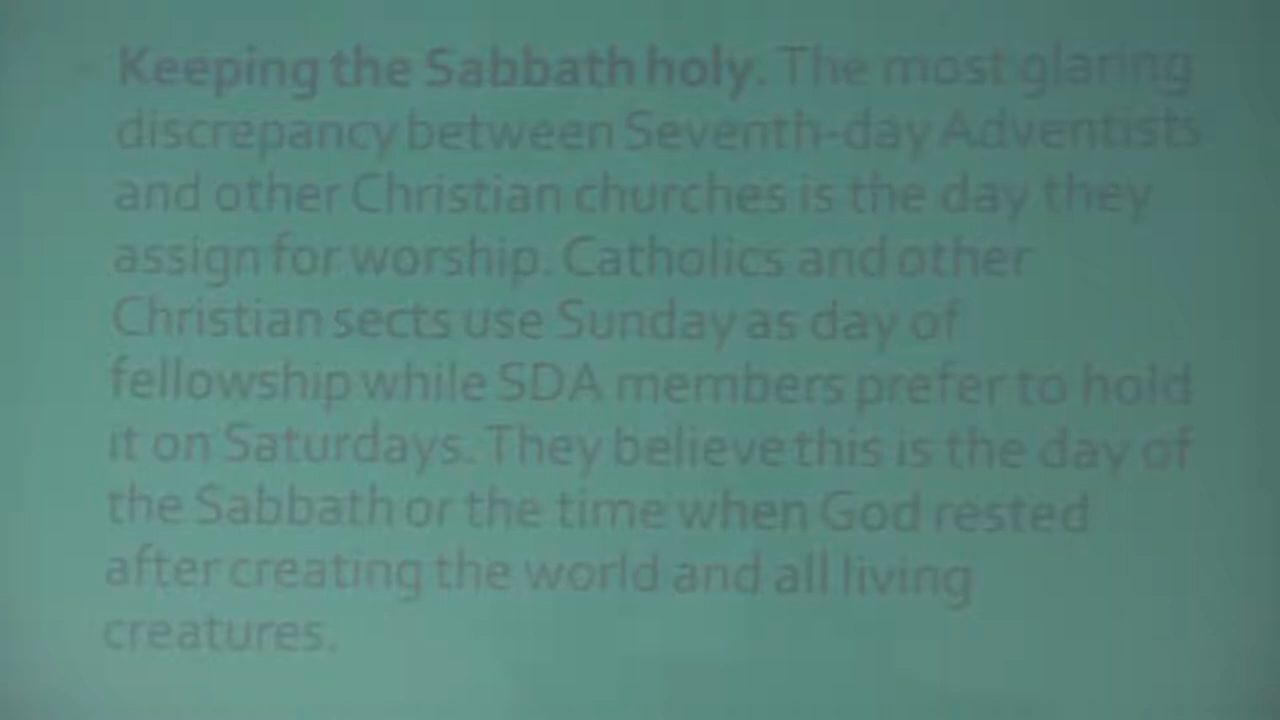 Keeping the Sabbath holy. The most glaring
discrepancy between Seventh-day Adventists
and other Christian churches is the day they
assign for worship. Catholics and other
Christian sects use Sunday as day of
fellowship while SDA members prefer to hold
it on Saturdays. They believe this is the day of
the Sabbath or the time when God rested
after creating the world and all living
creatures.